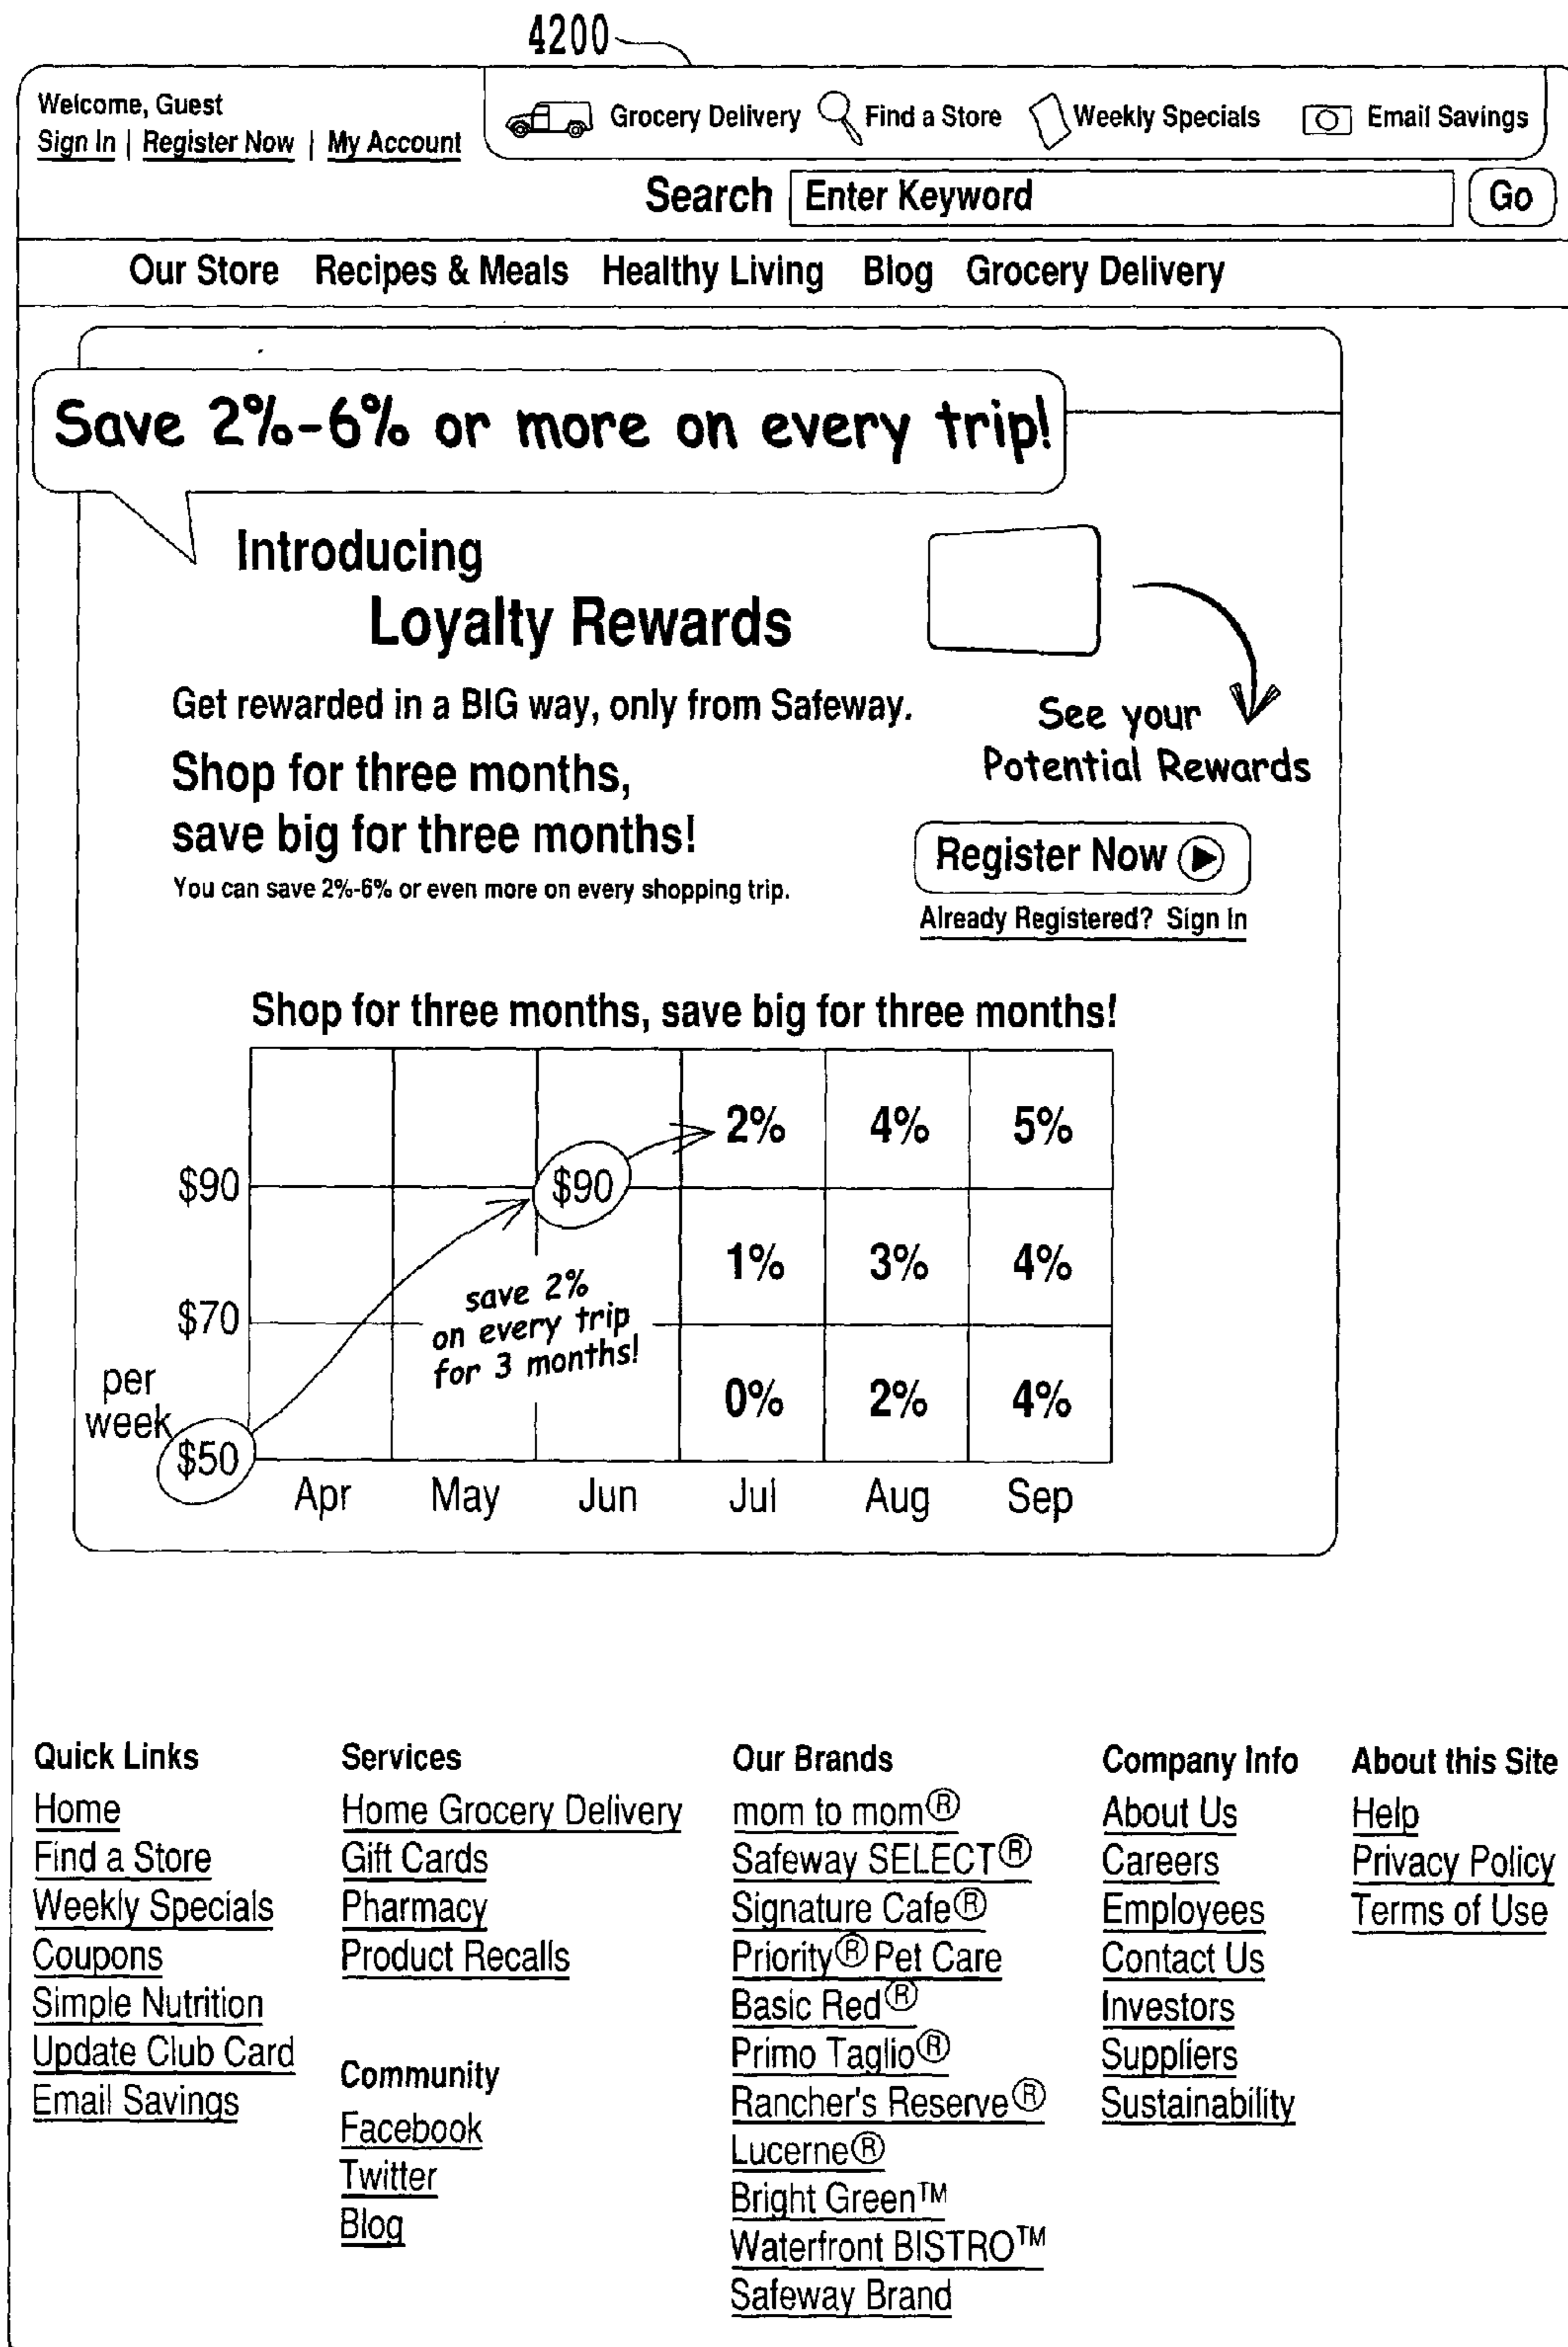 4200
Welcome, Guest
Sign In | Register Now | My Account
Grocery Delivery Find a Store Weekly Specials Email Savings
Search Enter Keyword Go
Our Store Recipes & Meals Healthy Living Blog Grocery Delivery
Save 2%-6% or more on every trip!
Introducing
Loyalty Rewards
Get rewarded in a BIG way, only from Safeway.
Shop for three months,
save big for three months!
You can save 2%-6% or even more on every shopping trip.
See your
Potential Rewards
Register Now
Already Registered? Sign In
Shop for three months, save big for three months!
2% 4% 5%
$90 $90
1% 3% 4%
save 2%
on every trip
for 3 months!
$70
0% 2% 4%
per
week
$50
Apr May Jun Jul Aug Sep
Quick Links
Home
Find a Store
Weekly Specials
Coupons
Simple Nutrition
Update Club Card
Email Savings
Services
Home Grocery Delivery
Gift Cards
Pharmacy
Product Recalls
Community
Facebook
Twitter
Blog
Our Brands
mom to mom®
Safeway SELECT®
Signature Cafe®
Priority® Pet Care
Basic Red®
Primo Taglio®
Rancher's Reserve®
Lucerne®
Bright Green™
Waterfront BISTRO™
Safeway Brand
Company Info
About Us
Careers
Employees
Contact Us
Investors
Suppliers
Sustainability
About this Site
Help
Privacy Policy
Terms of Use